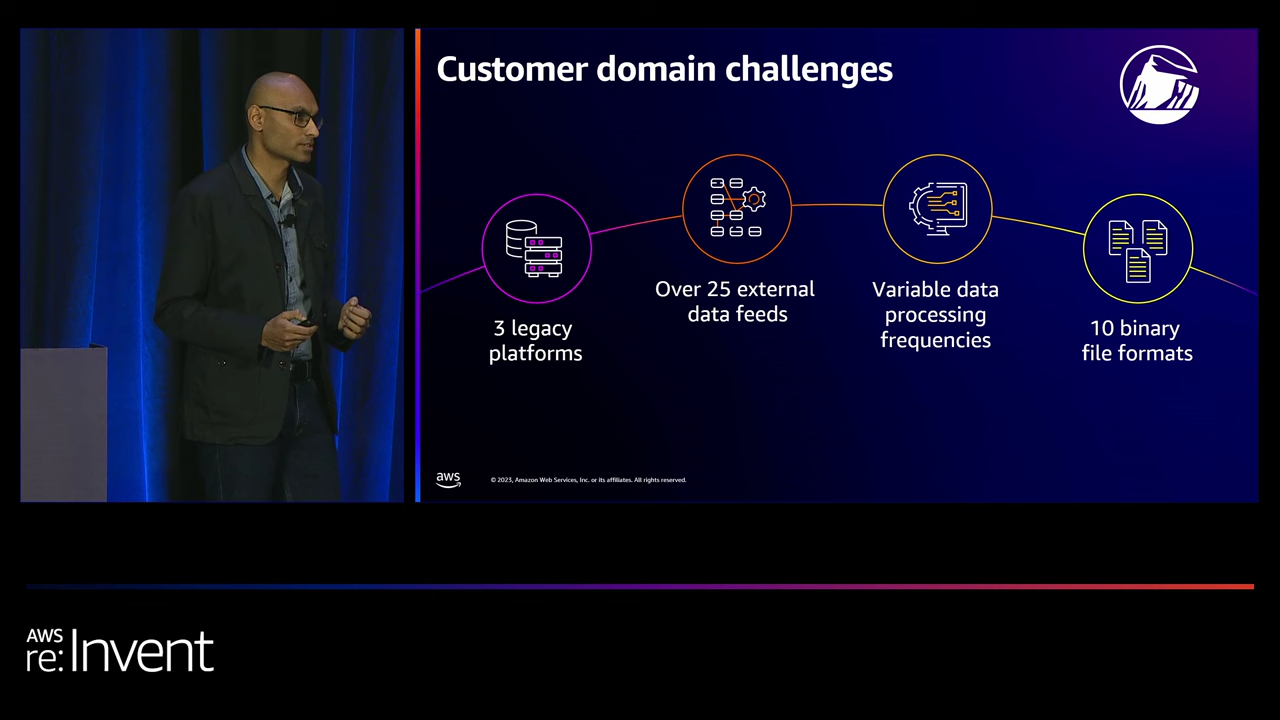 Customer domain challenges
3 legacy
platforms
Over 25 external
data feeds
Variable data
processing
frequencies
10 binary
file formats
aws
© 2023, Amazon Web Services, Inc. or its affiliates. All rights reserved.
AWS
re:Invent